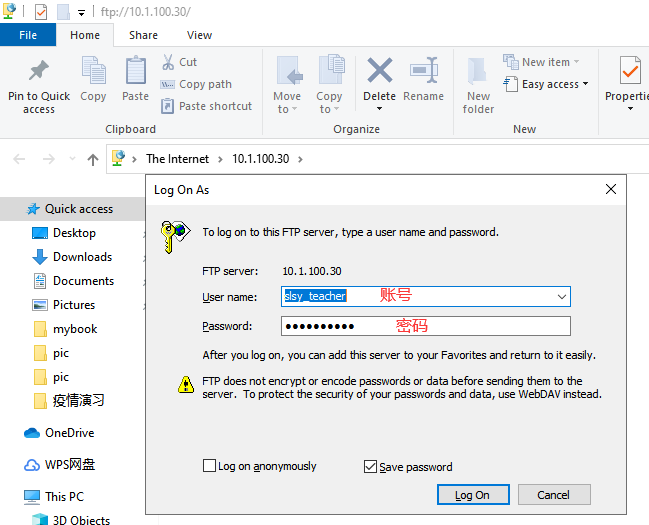 ftp://10.1.100.30/
File Home Share View
Pin to Quick access
Copy
Paste
Cut
Copy path
Paste shortcut
Clipboard
Move to
Copy to
Delete
Rename
Organize
New folder
New item
Easy access
New
Propertie
The Internet 10.1.100.30
Quick access
Desktop
Downloads
Documents
Pictures
mybook
pic
pic
疫情演习
OneDrive
WPS网盘
This PC
3D Objects
Log On As
To log on to this FTP server, type a user name and password.
FTP server: 10.1.100.30
User name: slsy_teacher 账号
Password: ●●●●●●●●●● 密码
After you log on, you can add this server to your Favorites and return to it easily.
FTP does not encrypt or encode passwords or data before sending them to the
server. To protect the security of your passwords and data, use WebDAV instead.
Log on anonymously Save password
Log On Cancel